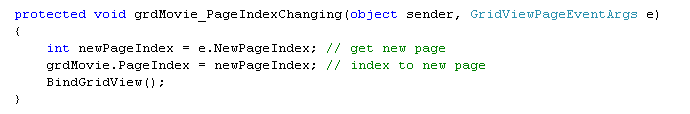 protected void grdMovie_PageIndexChanging(object sender, GridViewPageEventArgs e)
{
    int newPageIndex = e.NewPageIndex; // get new page
    grdMovie.PageIndex = newPageIndex; // index to new page
    BindGridView();
}